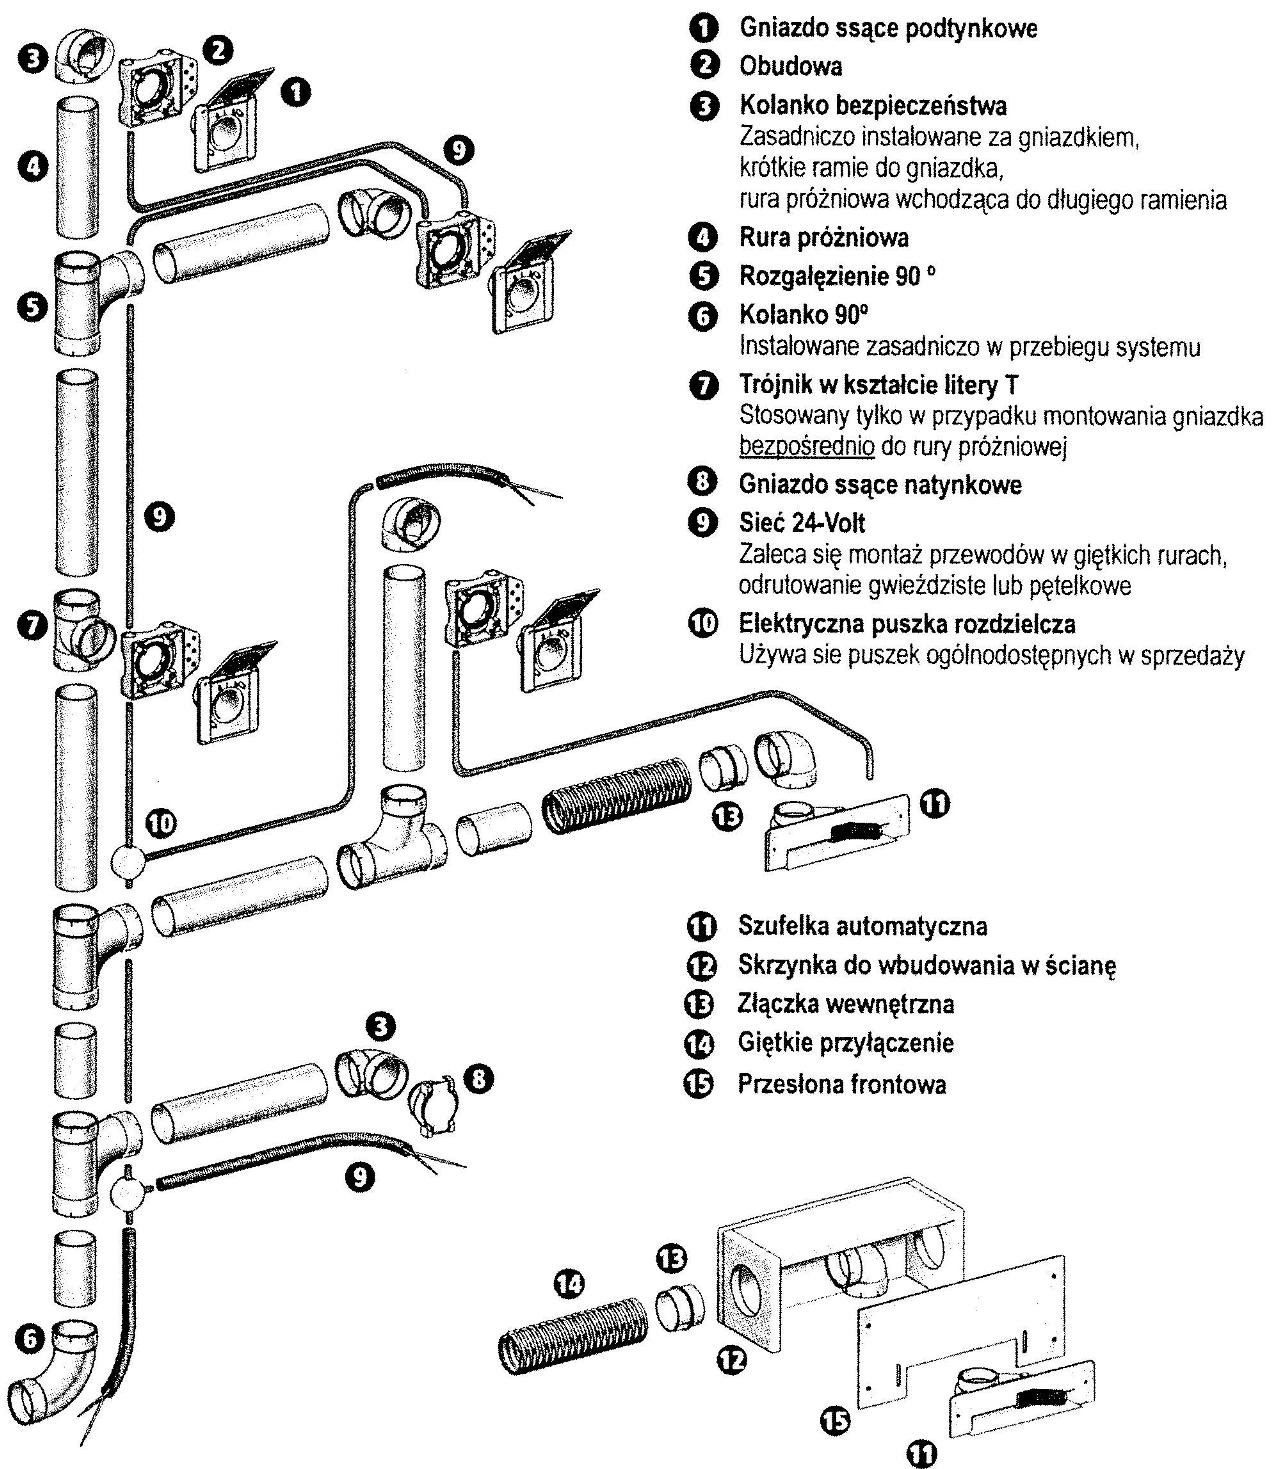 1 Gniazdo ssące podtynkowe
2 Obudowa
3 Kolanko bezpieczeństwa
Zasadniczo instalowane za gniazdkiem,
krótkie ramie do gniazdka,
rura próżniowa wchodząca do długiego ramienia
4 Rura próżniowa
5 Rozgałęzienie 90 º
6 Kolanko 90º
Instalowane zasadniczo w przebiegu systemu
7 Trójnik w kształcie litery T
Stosowany tylko w przypadku montowania gniazdka
bezpośrednio do rury próżniowej
8 Gniazdo ssące natynkowe
9 Sieć 24-Volt
Zaleca się montaż przewodów w giętkich rurach,
odrutowanie gwieździste lub pętelkowe
10 Elektryczna puszka rozdzielcza
Używa sie puszek ogólnodostępnych w sprzedaży
11 Szufelka automatyczna
12 Skrzynka do wbudowania w ścianę
13 Złączka wewnętrzna
14 Giętkie przyłączenie
15 Przesłona frontowa
3
2
1
4
9
5
9
7
10
13
11
3
8
9
6
13
14
12
15
11